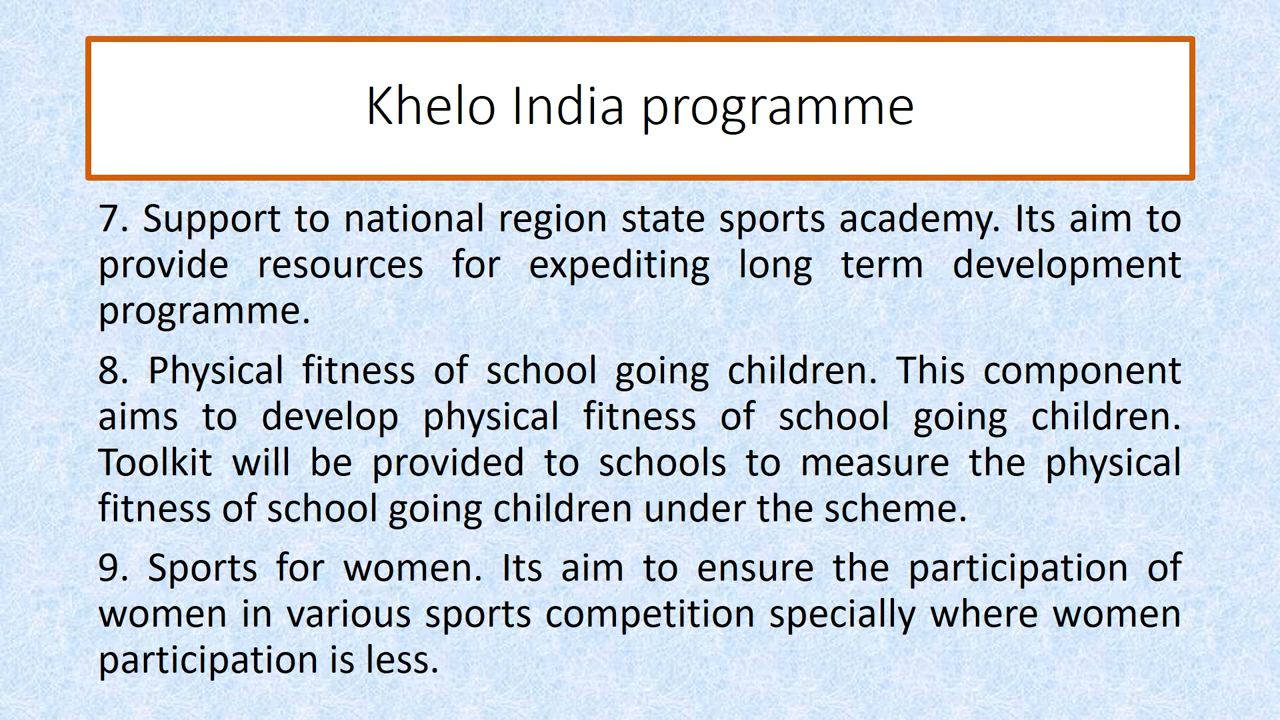 Khelo India programme
7. Support to national region state sports academy. Its aim to
provide resources for expediting long term development
programme.
8. Physical fitness of school going children. This component
aims to develop physical fitness of school going children.
Toolkit will be provided to schools to measure the physical
fitness of school going children under the scheme.
9. Sports for women. Its aim to ensure the participation of
women in various sports competition specially where women
participation is less.